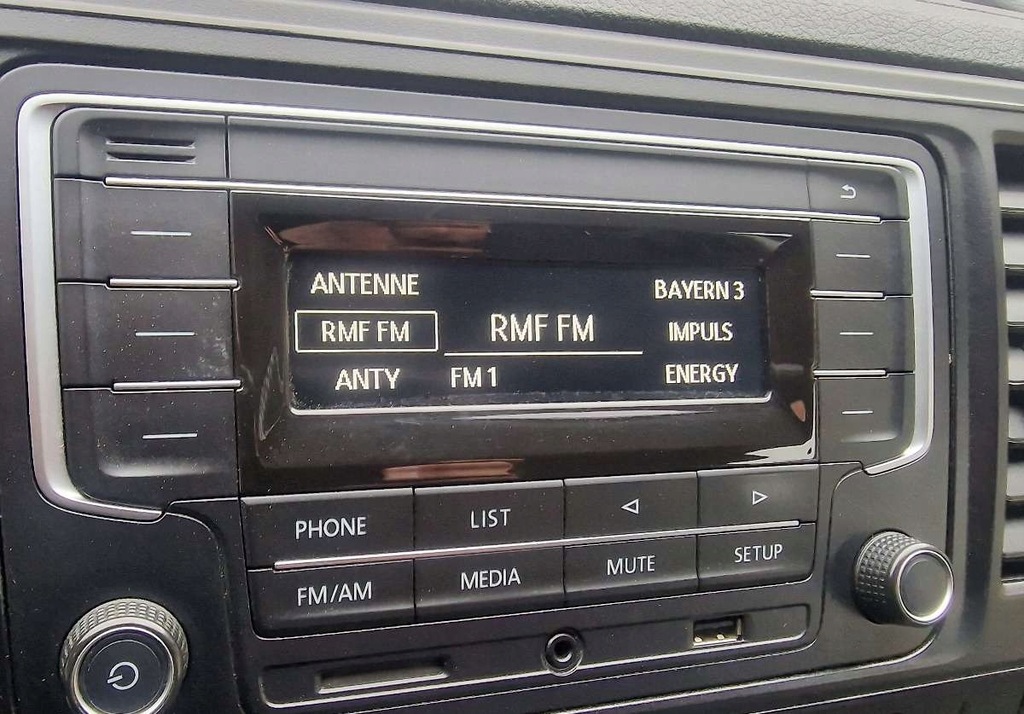 ANTENNE
BAYERN 3
RMF FM
RMF FM
IMPULS
ANTY
FM 1
ENERGY
PHONE
LIST
FM/AM
MEDIA
MUTE
SETUP